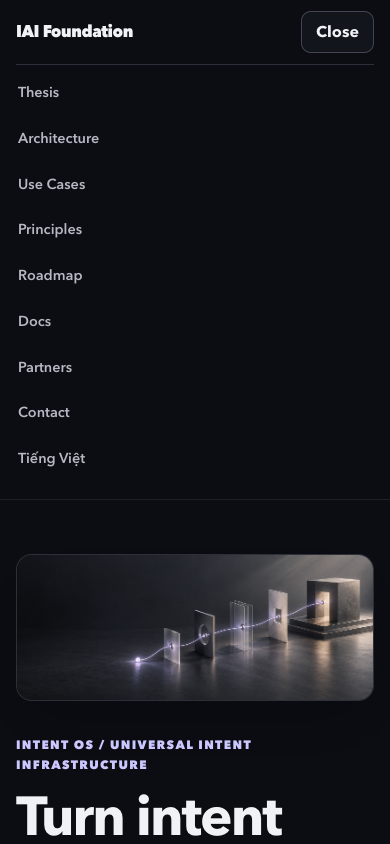 IAI Foundation
Close
Thesis
Architecture
Use Cases
Principles
Roadmap
Docs
Partners
Contact
Tiếng Việt
INTENT OS / UNIVERSAL INTENT
INFRASTRUCTURE
Turn intent